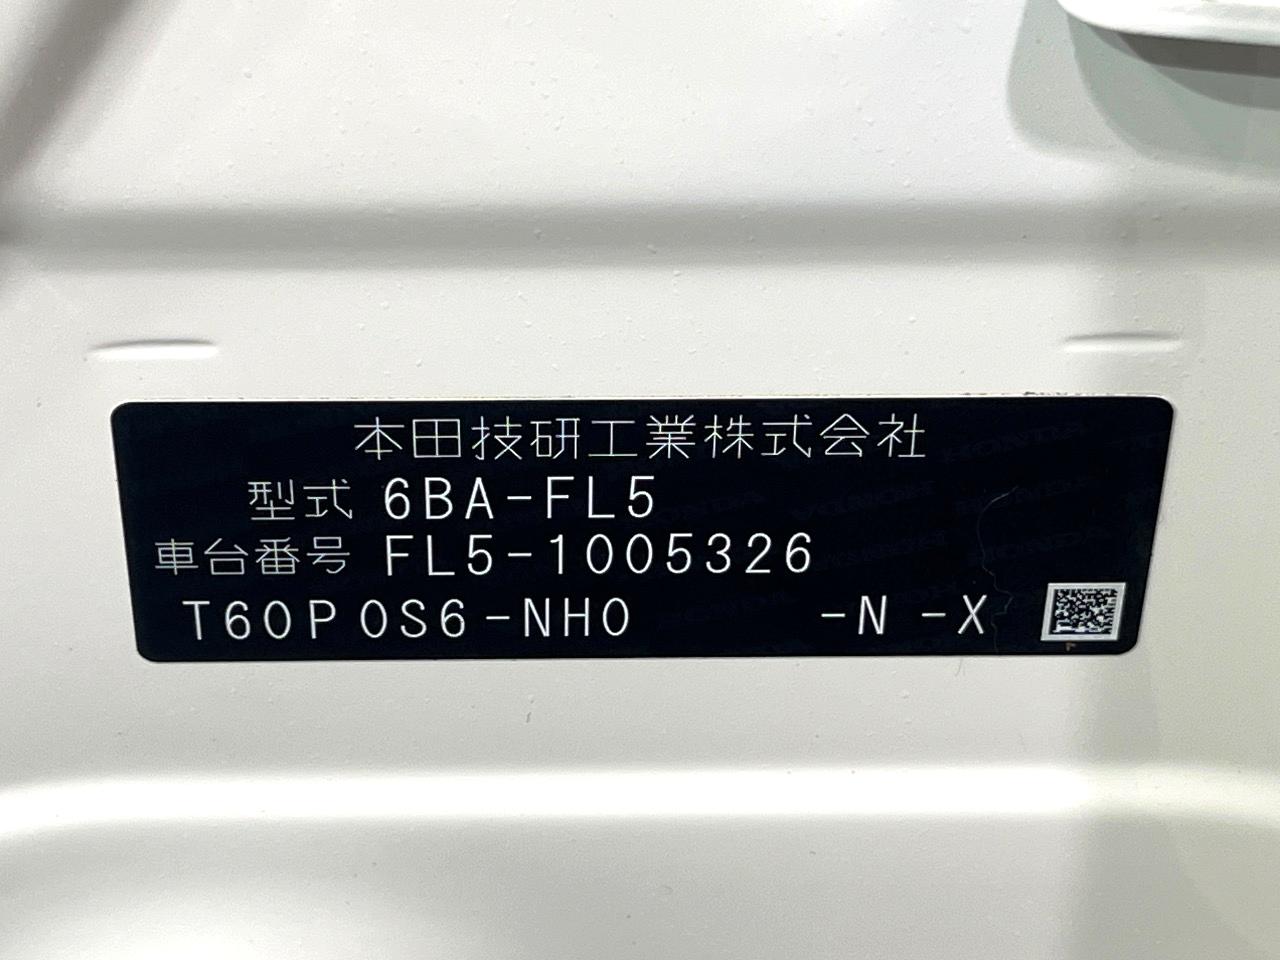 本田技研工業株式会社
型式 6BA-FL5
車台番号 FL5-1005326
T60P0S6-NH0 -N -X